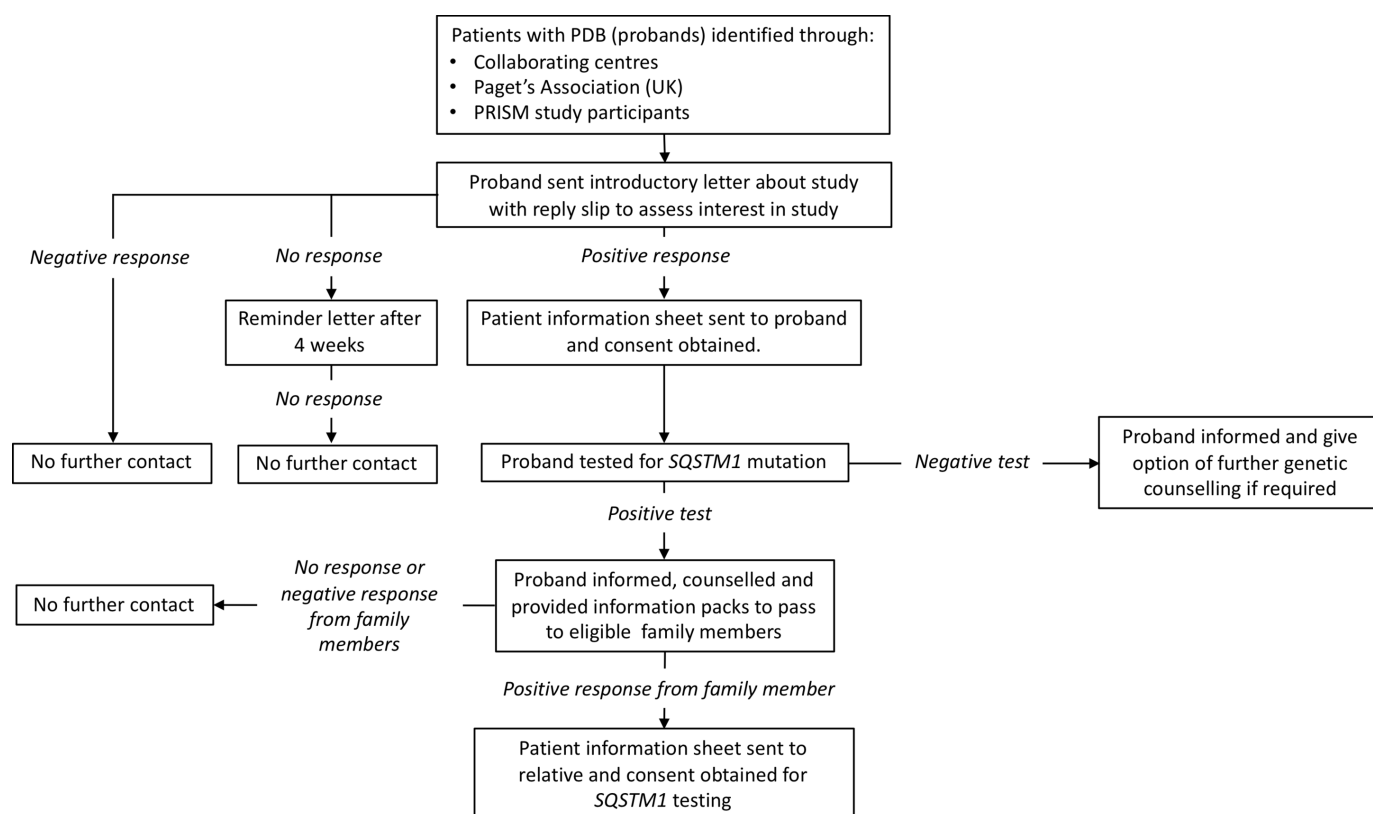 Patients with PDB (probands) identified through:
• Collaborating centres
• Paget's Association (UK)
• PRISM study participants
Proband sent introductory letter about study
with reply slip to assess interest in study
Negative response
No response
Positive response
Reminder letter after
4 weeks
Patient information sheet sent to proband
and consent obtained.
No response
No further contact
No further contact
Proband tested for SQSTM1 mutation
Negative test
Proband informed and give
option of further genetic
counselling if required
Positive test
No further contact
No response or
negative response
from family
members
Proband informed, counselled and
provided information packs to pass
to eligible family members
Positive response from family member
Patient information sheet sent to
relative and consent obtained for
SQSTM1 testing